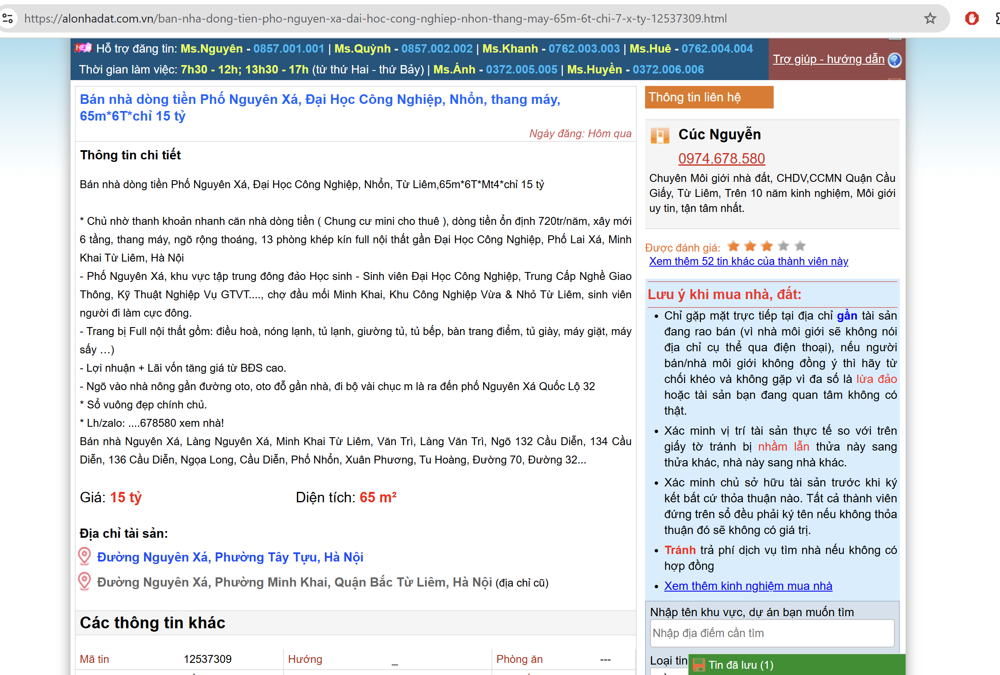 https://alonhadat.com.vn/ban-nha-dong-tien-pho-nguyen-xa-dai-hoc-cong-nghiep-nhon-thang-may-65m-6t-chi-7-x-ty-12537309.html
NEW Hỗ trợ đăng tin: Ms.Nguyên - 0857.001.001 | Ms.Quỳnh - 0857.002.002 | Ms.Khanh - 0762.003.003 | Ms.Huê - 0762.004.004
Thời gian làm việc: 7h30 - 12h; 13h30 - 17h (từ thứ Hai - thứ Bảy) | Ms.Ánh - 0372.005.005 | Ms.Huyền - 0372.006.006
Trợ giúp - hướng dẫn
Bán nhà dòng tiền Phố Nguyên Xá, Đại Học Công Nghiệp, Nhổn, thang máy,
65m*6T*chỉ 15 tỷ
Ngày đăng: Hôm qua
Thông tin chi tiết
Bán nhà dòng tiền Phố Nguyên Xá, Đại Học Công Nghiệp, Nhổn, Từ Liêm,65m*6T*Mt4*chỉ 15 tỷ
* Chủ nhờ thanh khoản nhanh căn nhà dòng tiền ( Chung cư mini cho thuê ), dòng tiền ổn định 720tr/năm, xây mới
6 tầng, thang máy, ngõ rộng thoáng, 13 phòng khép kín full nội thất gần Đại Học Công Nghiệp, Phố Lai Xá, Minh
Khai Từ Liêm, Hà Nội
- Phố Nguyên Xá, khu vực tập trung đông đảo Học sinh - Sinh viên Đại Học Công Nghiệp, Trung Cấp Nghề Giao
Thông, Kỹ Thuật Nghiệp Vụ GTVT...., chợ đầu mối Minh Khai, Khu Công Nghiệp Vừa & Nhỏ Từ Liêm, sinh viên
người đi làm cực đông.
- Trang bị Full nội thất gồm: điều hoà, nóng lạnh, tủ lạnh, giường tủ, tủ bếp, bàn trang điểm, tủ giày, máy giặt, máy
sấy …)
- Lợi nhuận + Lãi vốn tăng giá từ BĐS cao.
- Ngõ vào nhà nông gần đường oto, oto đỗ gần nhà, đi bộ vài chục m là ra đến phố Nguyên Xá Quốc Lộ 32
* Sổ vuông đẹp chính chủ.
* Lh/zalo: ....678580 xem nhà!
Bán nhà Nguyên Xá, Làng Nguyên Xá, Minh Khai Từ Liêm, Văn Trì, Làng Văn Trì, Ngõ 132 Cầu Diễn, 134 Cầu
Diễn, 136 Cầu Diễn, Ngọa Long, Cầu Diễn, Phố Nhổn, Xuân Phương, Tu Hoàng, Đường 70, Đường 32...
Giá: 15 tỷ Diện tích: 65 m²
Địa chỉ tài sản:
Đường Nguyên Xá, Phường Tây Tựu, Hà Nội
Đường Nguyên Xá, Phường Minh Khai, Quận Bắc Từ Liêm, Hà Nội (địa chỉ cũ)
Các thông tin khác
Mã tin 12537309 Hướng _ Phòng ăn ---
Thông tin liên hệ
Cúc Nguyễn
0974.678.580
Chuyên Môi giới nhà đất, CHDV,CCMN Quận Cầu
Giấy, Từ Liêm, Trên 10 năm kinh nghiệm, Môi giới
uy tin, tận tâm nhất.
Được đánh giá:
Xem thêm 52 tin khác của thành viên này
Lưu ý khi mua nhà, đất:
• Chỉ gặp mặt trực tiếp tại địa chỉ gần tài sản
đang rao bán (vì nhà môi giới sẽ không nói
địa chỉ cụ thể qua điện thoại), nếu người
bán/nhà môi giới không đồng ý thì hãy từ
chối khéo và không gặp vì đa số là lừa đảo
hoặc tài sản bạn đang quan tâm không có
thật.
• Xác minh vị trí tài sản thực tế so với trên
giấy tờ tránh bị nhầm lẫn thửa này sang
thửa khác, nhà này sang nhà khác.
• Xác minh chủ sở hữu tài sản trước khi ký
kết bất cứ thỏa thuận nào. Tất cả thành viên
đứng trên sổ đều phải ký tên nếu không thỏa
thuận đó sẽ không có giá trị.
• Tránh trả phí dịch vụ tìm nhà nếu không có
hợp đồng
• Xem thêm kinh nghiệm mua nhà
Nhập tên khu vực, dự án bạn muốn tìm
Nhập địa điểm cần tìm
Loại tin
Tin đã lưu (1)